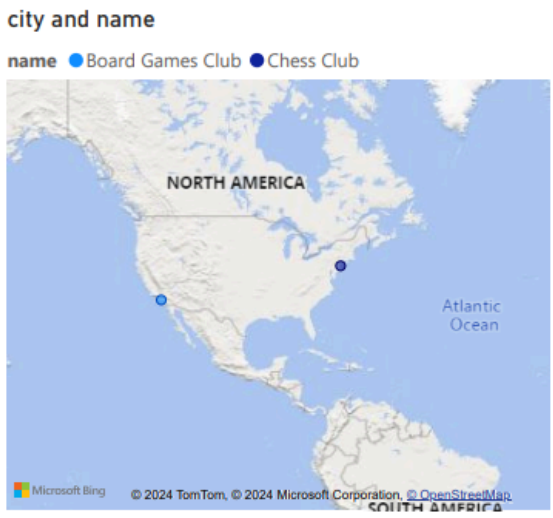 city and name
name Board Games Club Chess Club
NORTH AMERICA
Atlantic
Ocean
Microsoft Bing
© 2024 TomTom, © 2024 Microsoft Corporation, © OpenStreetMap
SOUTH AMERICA